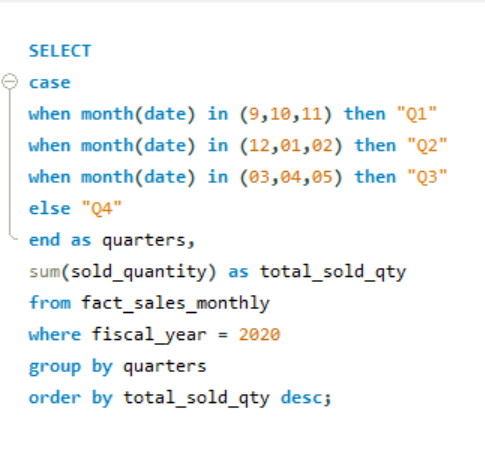 SELECT
case
when month(date) in (9,10,11) then "Q1"
when month(date) in (12,01,02) then "Q2"
when month(date) in (03,04,05) then "Q3"
else "Q4"
end as quarters,
sum(sold_quantity) as total_sold_qty
from fact_sales_monthly
where fiscal_year = 2020
group by quarters
order by total_sold_qty desc;